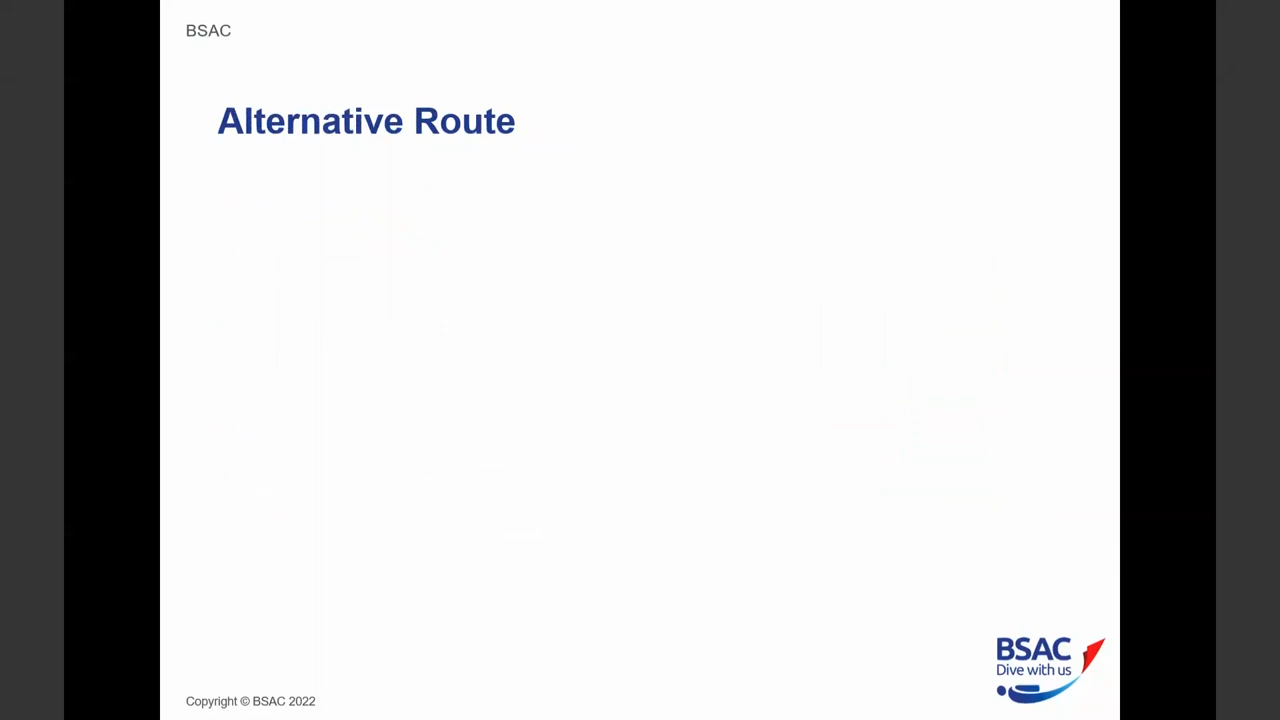 BSAC
Alternative Route
BSAC
Dive with us
Copyright © BSAC 2022